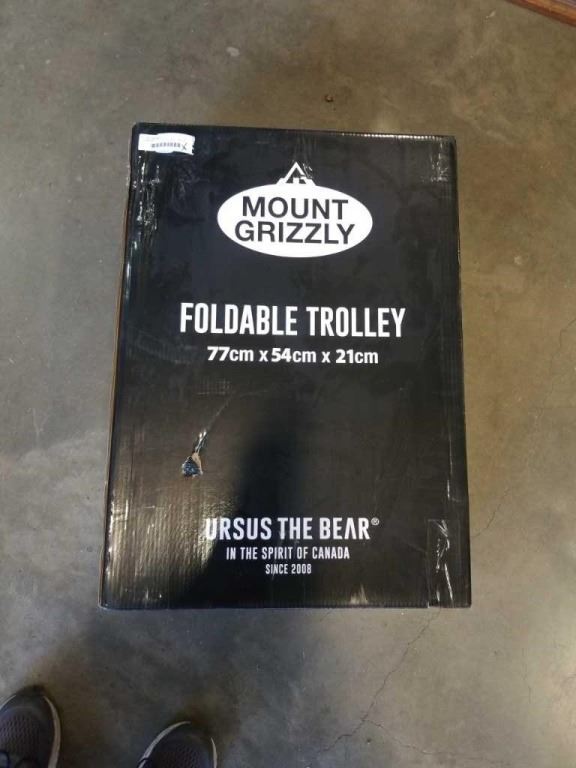 MOUNT
GRIZZLY
FOLDABLE TROLLEY
77cm x 54cm x 21cm
URSUS THE BEAR®
IN THE SPIRIT OF CANADA
SINCE 2008